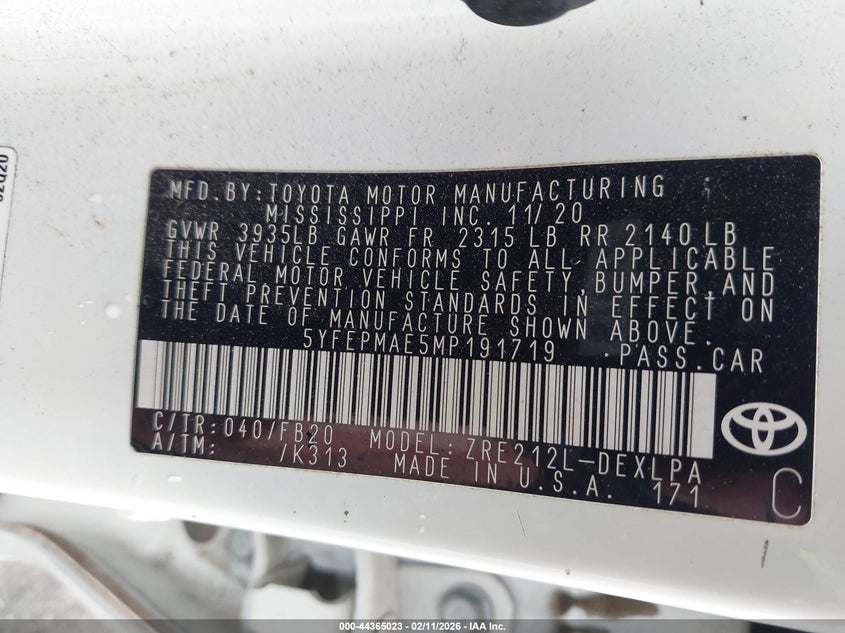 MFD. BY: TOYOTA MOTOR MANUFACTURING
MISSISSIPPI INC. 11/20
GVWR 3935LB GAWR FR 2315 LB RR 2140 LB
THIS VEHICLE CONFORMS TO ALL APPLICABLE
FEDERAL MOTOR VEHICLE SAFETY, BUMPER, AND
THEFT PREVENTION STANDARDS IN EFFECT ON
THE DATE OF MANUFACTURE SHOWN ABOVE.
5YFEPMAE5MP191719 PASS. CAR
C/TR: 040/FB20 MODEL: ZRE212L-DEXLPA
A/TM: /K313 MADE IN U.S.A. 171
C
000-44365023 - 02/11/2026 - IAA Inc.